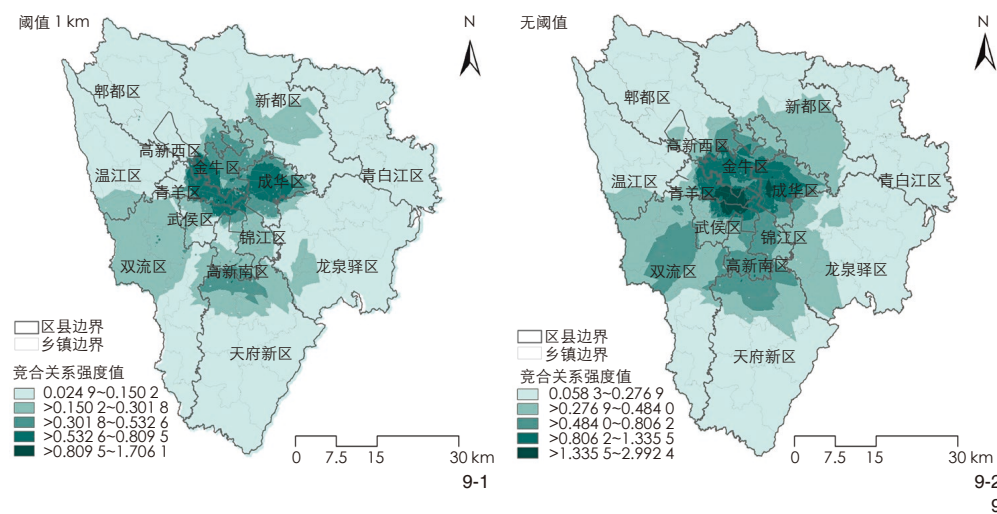 阈值 1 km
N
郫都区
新都区
高新西区
金牛区
温江区
成华区
青白江区
青羊区
武侯区
锦江区
双流区
高新南区
龙泉驿区
天府新区
区县边界
乡镇边界
竞合关系强度值
0.024 9~0.150 2
>0.150 2~0.301 8
>0.301 8~0.532 6
>0.532 6~0.809 5
>0.809 5~1.706 1
0 7.5 15 30 km
9-1
无阈值
N
郫都区
新都区
高新西区
金牛区
温江区
成华区
青白江区
青羊区
武侯区
锦江区
双流区
高新南区
龙泉驿区
天府新区
区县边界
乡镇边界
竞合关系强度值
0.058 3~0.276 9
>0.276 9~0.484 0
>0.484 0~0.806 2
>0.806 2~1.335 5
>1.335 5~2.992 4
0 7.5 15 30 km
9-2
9